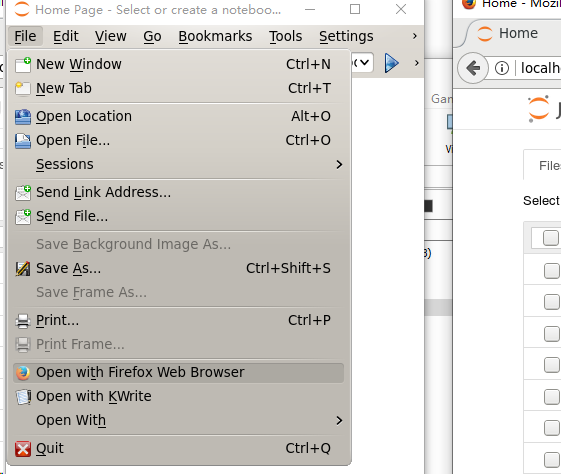 Home Page - Select or create a noteboo...
File Edit View Go Bookmarks Tools Settings
New Window Ctrl+N
New Tab Ctrl+T
Open Location Alt+O
Open File... Ctrl+O
Sessions
Send Link Address...
Send File...
Save Background Image As...
Save As... Ctrl+Shift+S
Save Frame As...
Print... Ctrl+P
Print Frame...
Open with Firefox Web Browser
Open with KWrite
Open With
Quit Ctrl+Q
Home - Mozil
Home
localh
Files
Select